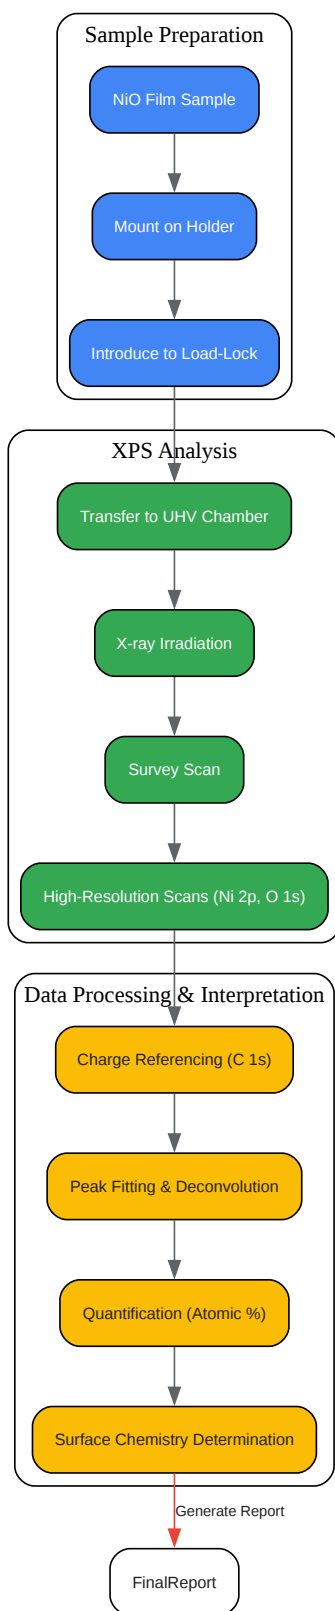 Sample Preparation
NiO Film Sample
Mount on Holder
Introduce to Load-Lock
XPS Analysis
Transfer to UHV Chamber
X-ray Irradiation
Survey Scan
High-Resolution Scans (Ni 2p, O 1s)
Data Processing & Interpretation
Charge Referencing (C 1s)
Peak Fitting & Deconvolution
Quantification (Atomic %)
Surface Chemistry Determination
Generate Report
FinalReport